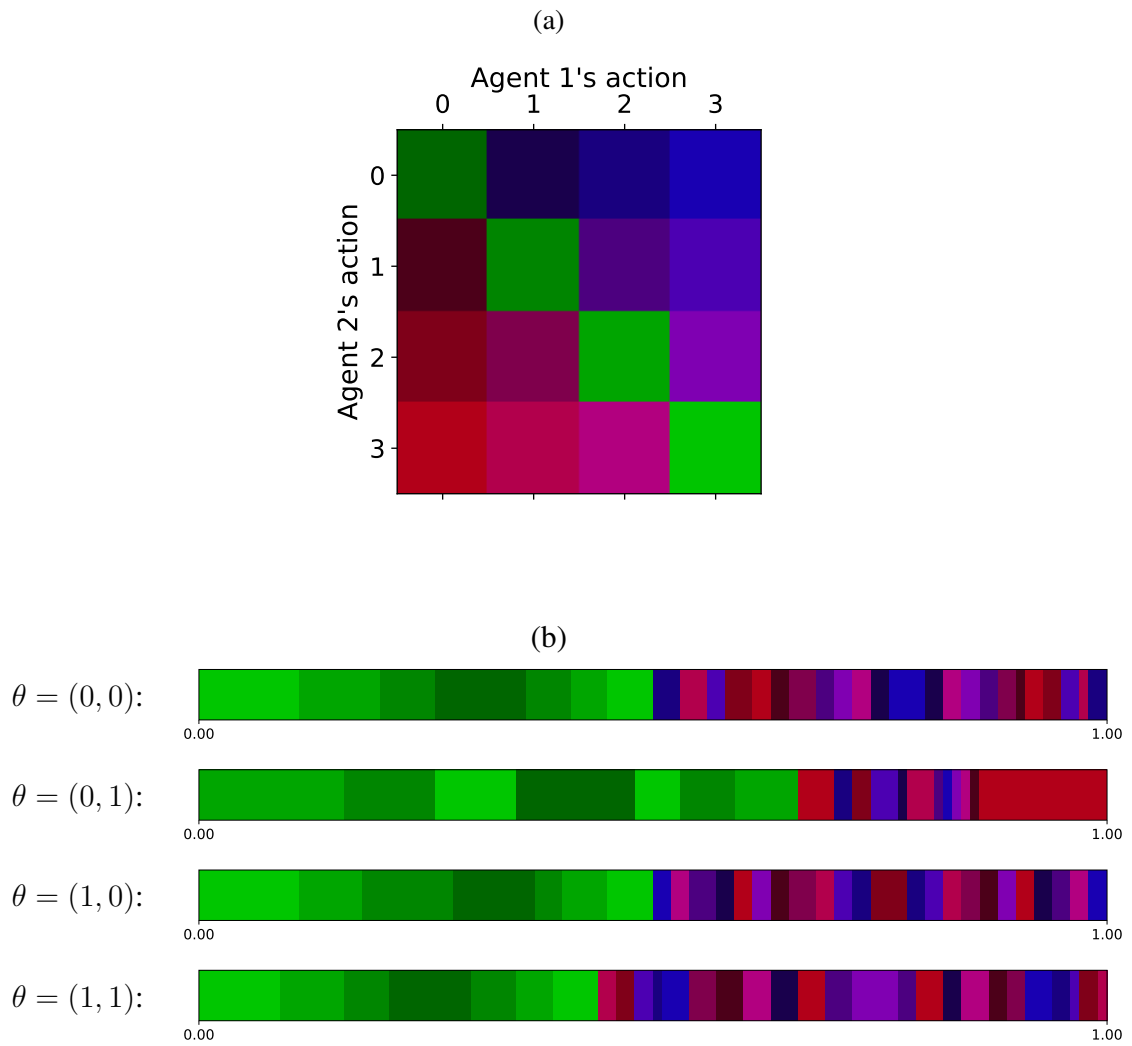 (a)
Agent 1's action
0 1 2 3
Agent 2's action
0
1
2
3
(b)
θ = (0, 0):
0.00 1.00
θ = (0, 1):
0.00 1.00
θ = (1, 0):
0.00 1.00
θ = (1, 1):
0.00 1.00